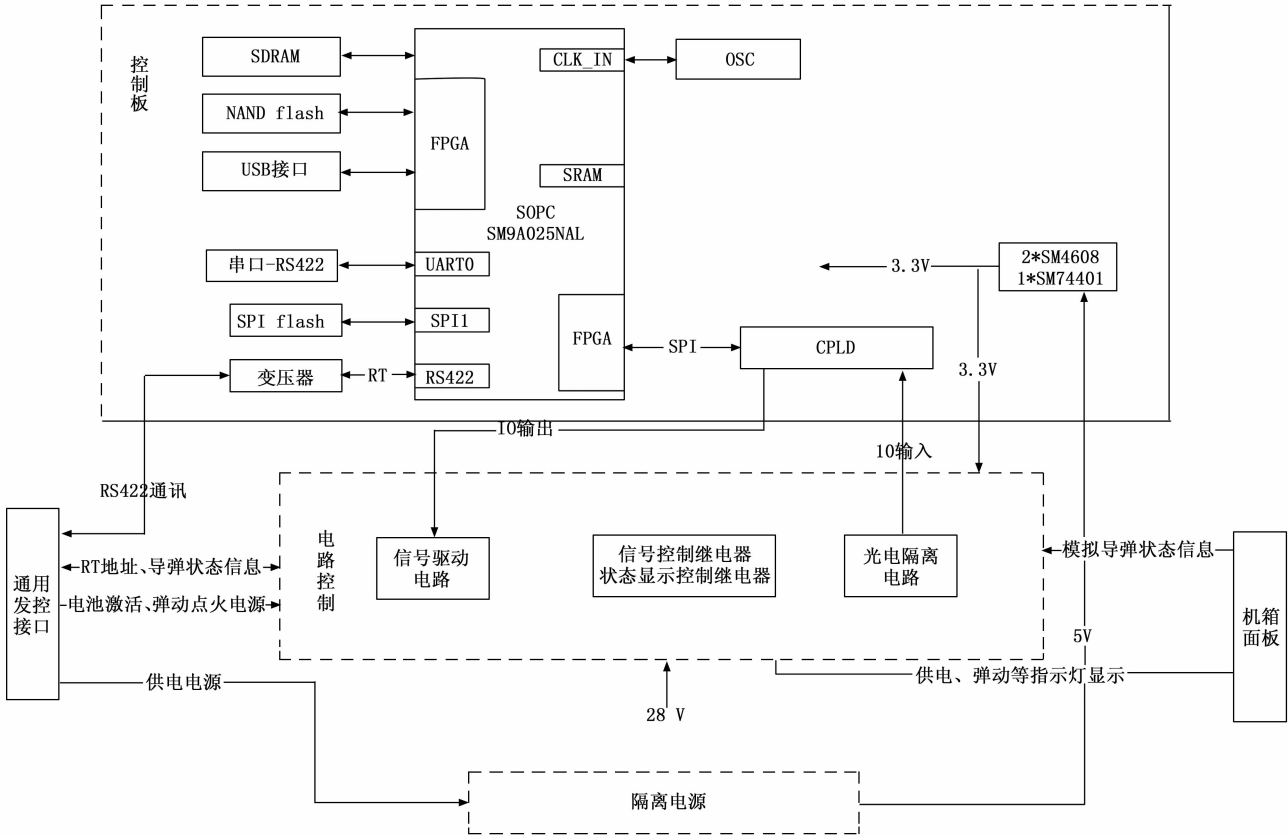 控制板
SDRAM
NAND flash
USB接口
串口-RS422
SPI flash
变压器
RT
FPGA
CLK_IN
OSC
SRAM
SOPC
SM9A025NAL
UART0
SPI1
RS422
FPGA
SPI
CPLD
3.3V
2*SM4608
1*SM74401
3.3V
IO输出
10输入
RS422通讯
电路控制
信号驱动
电路
信号控制继电器
状态显示控制继电器
光电隔离
电路
通用
发控
接口
RT地址、导弹状态信息
电池激活、弹动点火电源
供电电源
模拟导弹状态信息
机箱
面板
5V
供电、弹动等指示灯显示
28 V
隔离电源